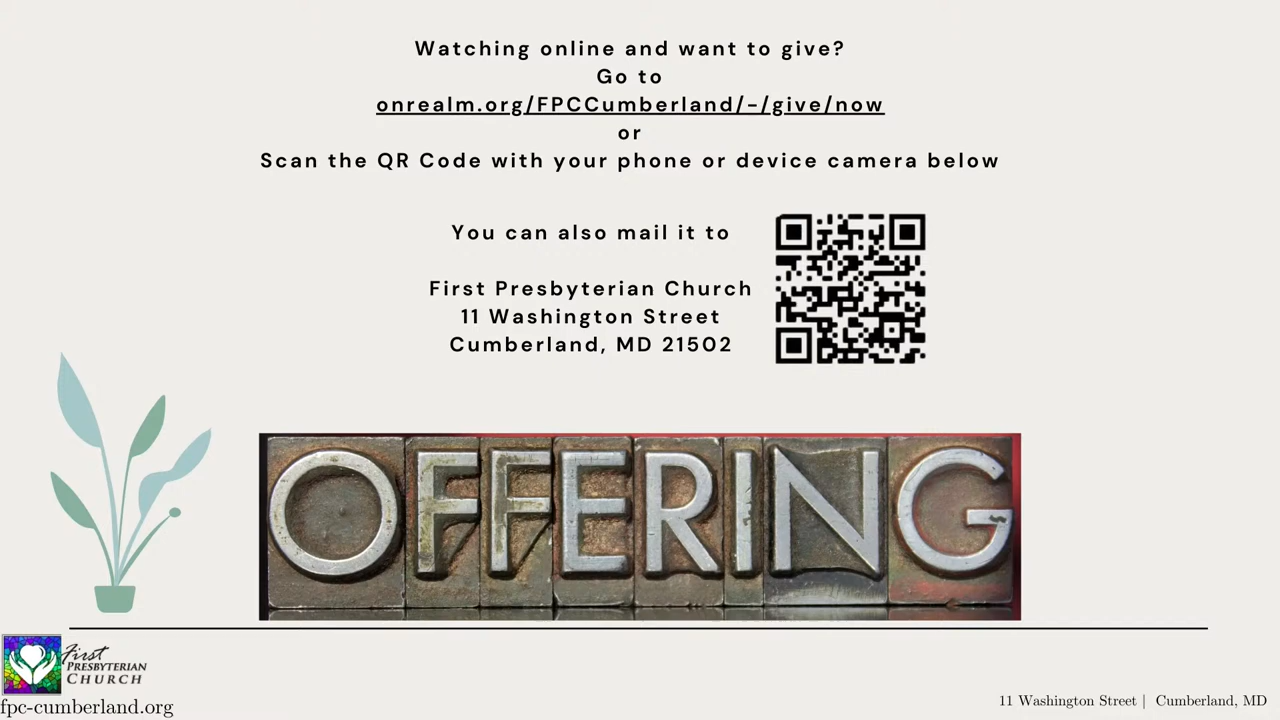 Watching online and want to give?
Go to
onrealm.org/FPCCumberland/-/give/now
or
Scan the QR Code with your phone or device camera below
You can also mail it to
First Presbyterian Church
11 Washington Street
Cumberland, MD 21502
OFFERING
First
PRESBYTERIAN
CHURCH
fpc-cumberland.org
11 Washington Street | Cumberland, MD